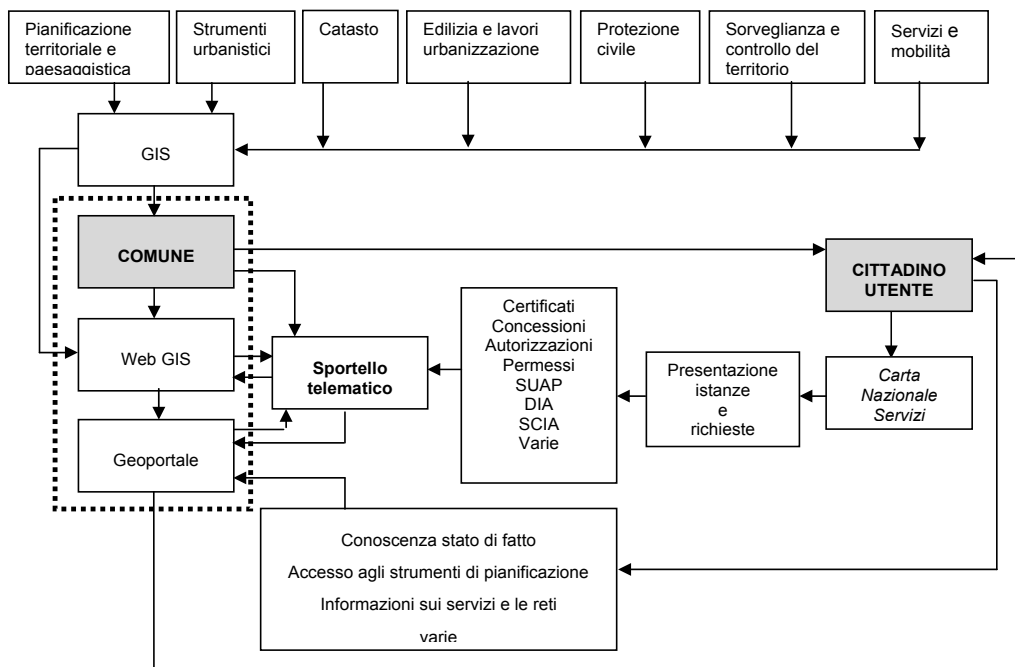 Pianificazione
territoriale e
paesaggistica
Strumenti
urbanistici
Catasto
Edilizia e lavori
urbanizzazione
Protezione
civile
Sorveglianza e
controllo del
territorio
Servizi e
mobilità
GIS
COMUNE
CITTADINO
UTENTE
Web GIS
Sportello
telematico
Certificati
Concessioni
Autorizzazioni
Permessi
SUAP
DIA
SCIA
Varie
Presentazione
istanze
e
richieste
Carta
Nazionale
Servizi
Geoportale
Conoscenza stato di fatto
Accesso agli strumenti di pianificazione
Informazioni sui servizi e le reti
varie